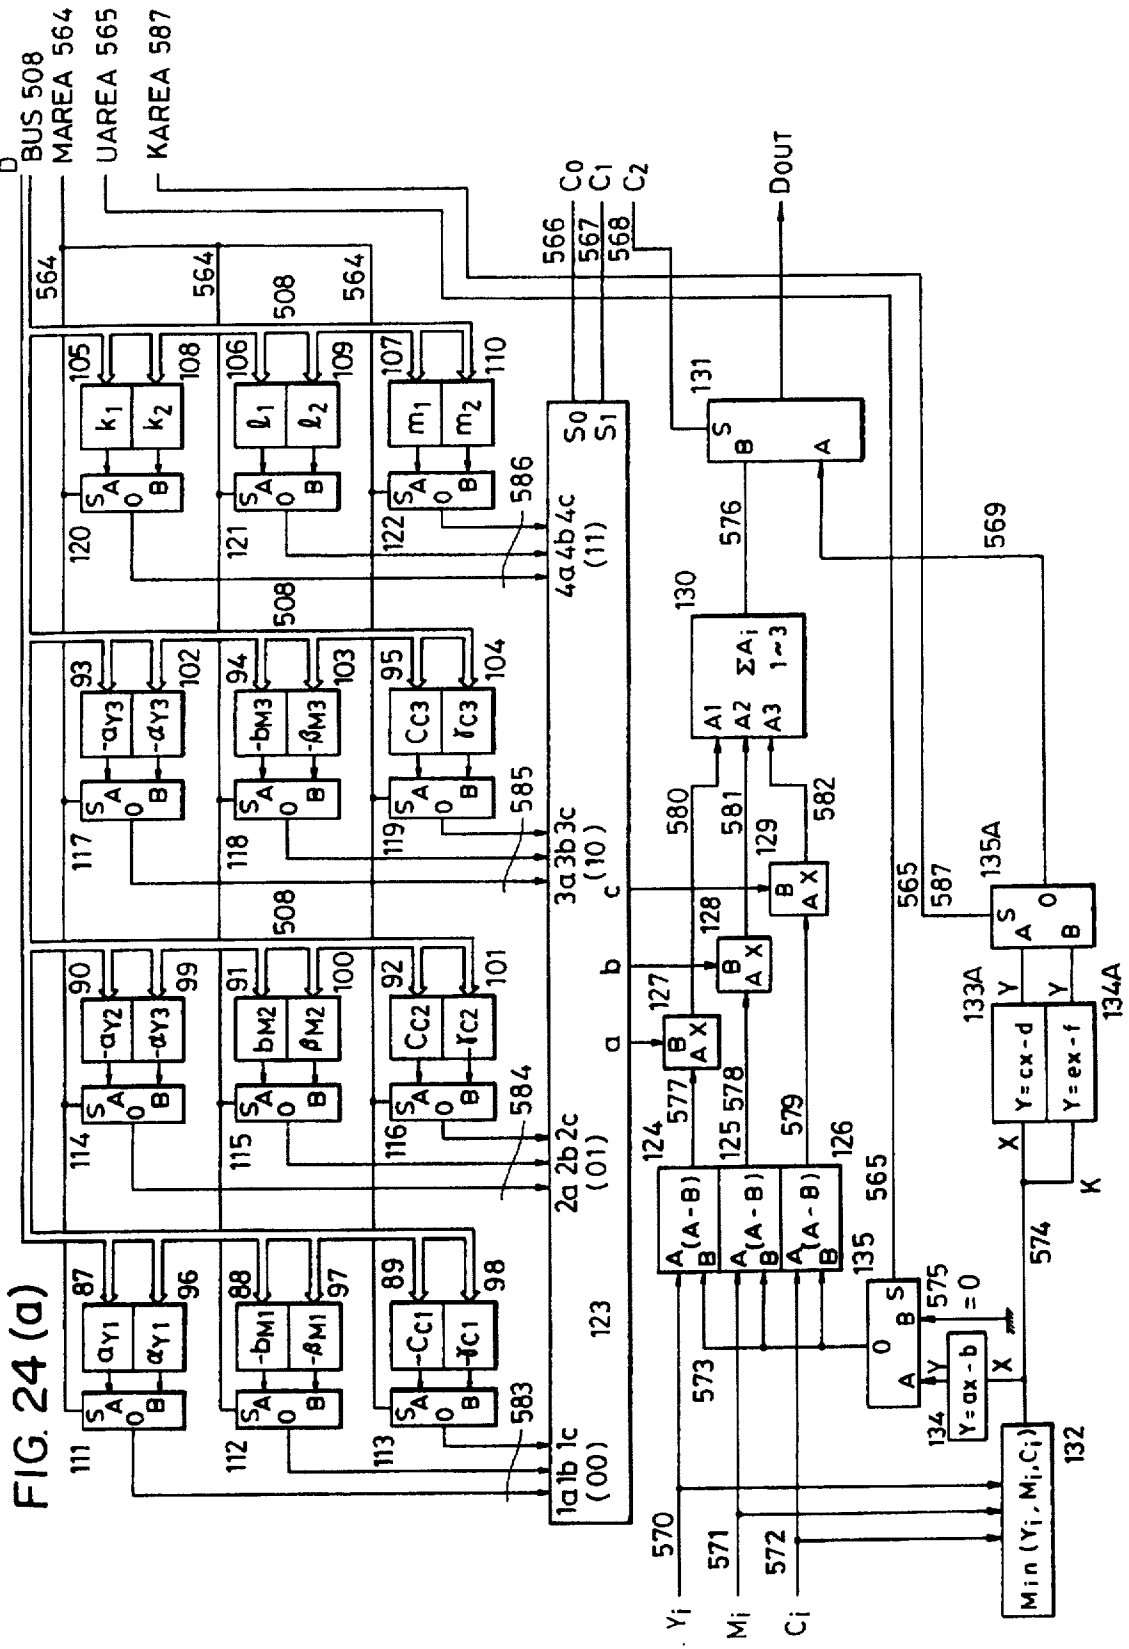 FIG. 24 (a)
D
BUS 508
MAREA 564
UAREA 565
KAREA 587
87
aY1
αY1
96
88
-bM1
-βM1
97
89
-CC1
-γC1
98
S
A
O
B
111
S
A
O
B
112
S
A
O
B
113
583
1a 1b 1c
(00)
90
-aY2
-αY3
99
91
bM2
βM2
100
92
CC2
γC2
101
S
A
O
B
114
S
A
O
B
115
S
A
O
B
116
584
2a 2b 2c
(01)
508
93
-aY3
-αY3
102
94
-bM3
-βM3
103
95
CC3
γC3
104
S
A
O
B
117
S
A
O
B
118
S
A
O
B
119
585
3a 3b 3c
(10)
508
564
105
k1
k2
108
564
106
ℓ1
ℓ2
109
508
564
107
m1
m2
110
S
A
O
B
120
S
A
O
B
121
S
A
O
B
122
586
4a 4b 4c
(11)
123
a
b
c
S0
S1
566
C0
567
C1
568
C2
Yi
570
Mi
571
Ci
572
Min (Yi, Mi, Ci)
132
134
Y=ax-b
Y
X
575
=0
A
B
O
S
135
573
565
124
A(A-B)
B
125
A(A-B)
B
126
A(A-B)
B
577
578
579
127
B
A X
128
B
A X
129
B
A X
580
581
582
130
A1
A2
A3
ΣAi
1~3
576
131
S
B
A
DOUT
569
574
X
K
133A
Y=cx-d
Y=ex-f
134A
Y
Y
135A
S
A
O
B
565
587